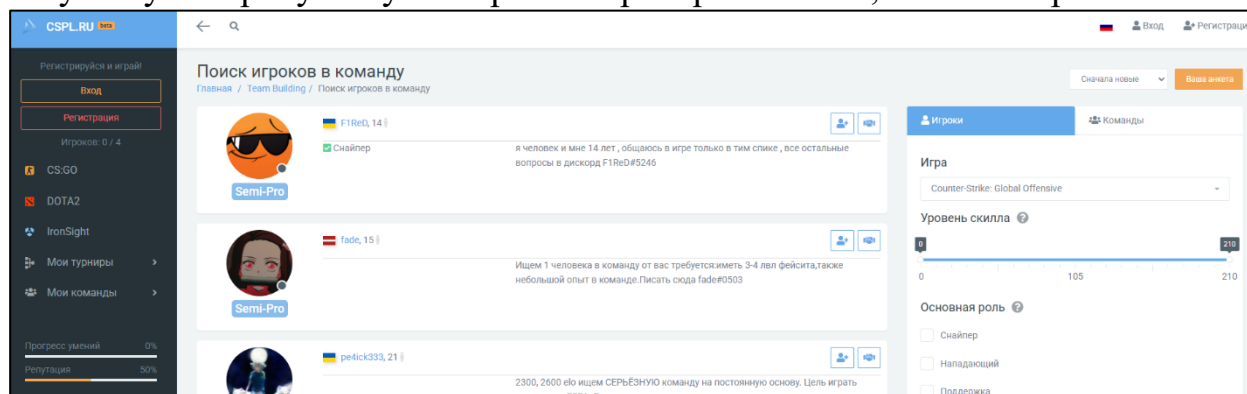 CSPL.RU beta
Вход
Регистраци
Регистрируйся и играй!
Вход
Регистрация
Игроков: 0 / 4
CS:GO
DOTA2
IronSight
Мои турниры
Мои команды
Прогресс умений 0%
Репутация 50%
Поиск игроков в команду
Главная / Team Building / Поиск игроков в команду
Сначала новые
Ваша анкета
F1ReD, 14
Снайпер
я человек и мне 14 лет , общаюсь в игре только в тим спике , все остальные
вопросы в дискорд F1ReD#5246
Semi-Pro
fade, 15
Ищем 1 человека в команду от вас требуется:иметь 3-4 лвл фейсита,также
небольшой опыт в команде.Писать сюда fade#0503
Semi-Pro
pe4ick333, 21
2300, 2600 elo ищем СЕРЬЁЗНУЮ команду на постоянную основу. Цель играть
Игроки
Команды
Игра
Counter-Strike: Global Offensive
Уровень скилла
0 210
0 105 210
Основная роль
Снайпер
Нападающий
Поддержка